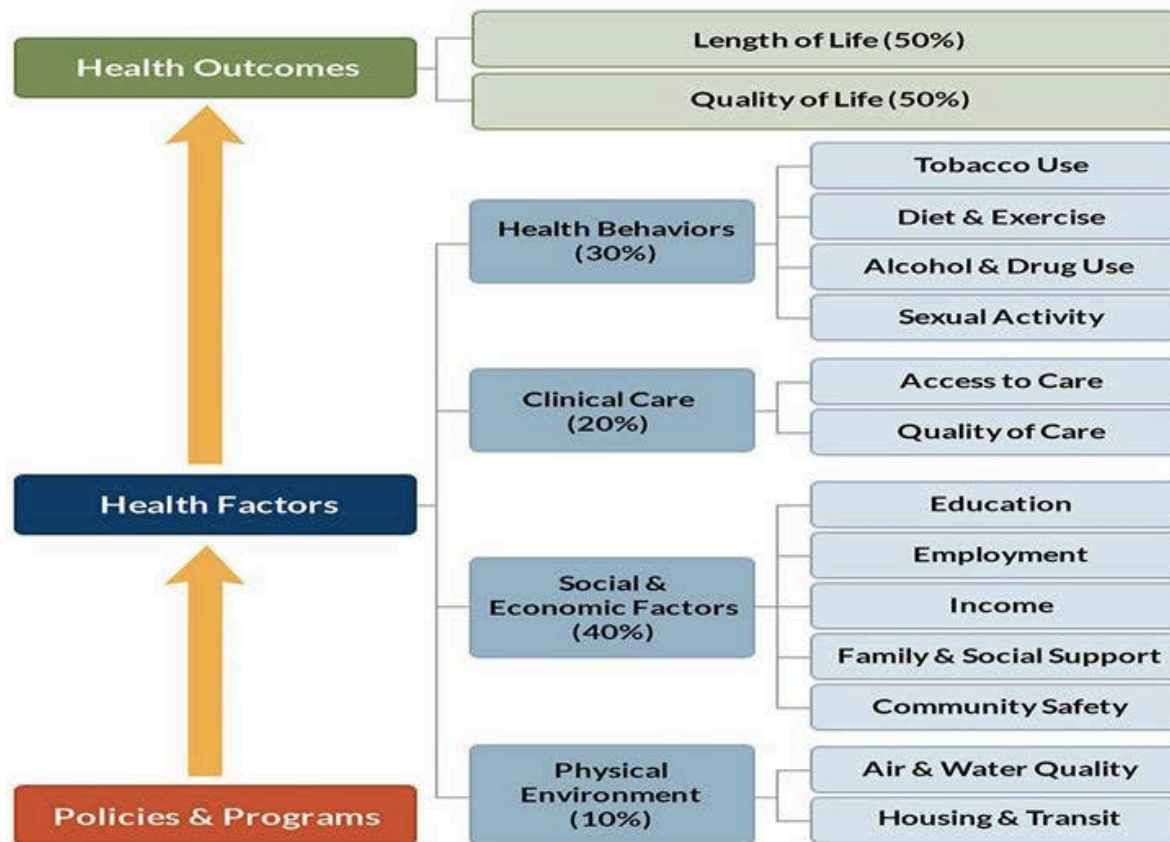 Health Outcomes
Length of Life (50%)
Quality of Life (50%)
Health Factors
Health Behaviors
(30%)
Tobacco Use
Diet & Exercise
Alcohol & Drug Use
Sexual Activity
Clinical Care
(20%)
Access to Care
Quality of Care
Social &
Economic Factors
(40%)
Education
Employment
Income
Family & Social Support
Community Safety
Physical
Environment
(10%)
Air & Water Quality
Housing & Transit
Policies & Programs